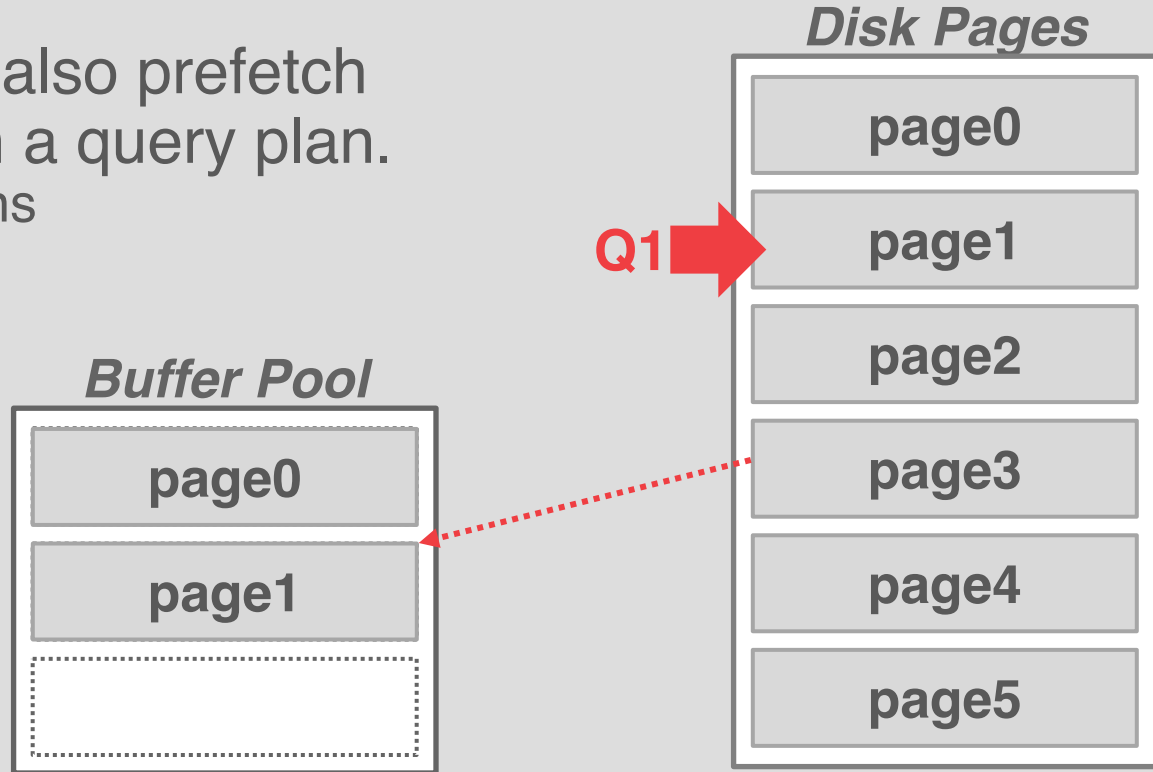 also prefetch
a query plan.
Disk Pages
page0
Q1
page1
page2
page3
page4
page5
Buffer Pool
page0
page1